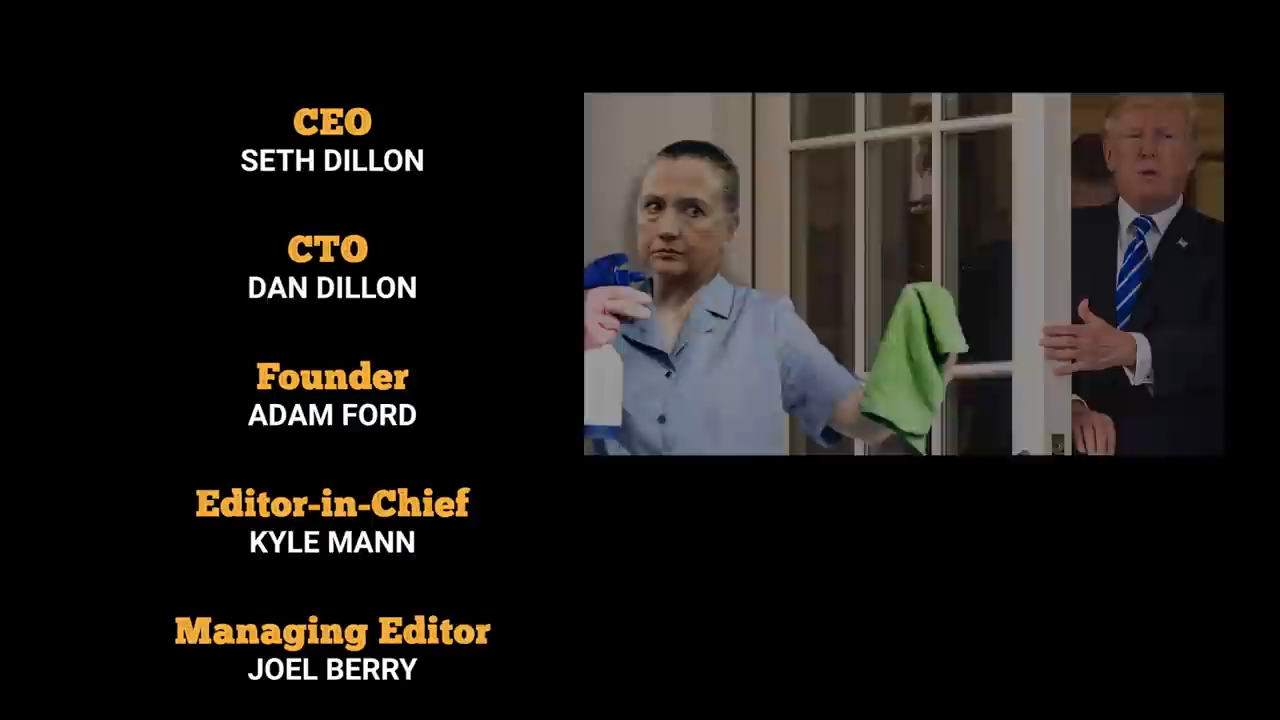 CEO
SETH DILLON
CTO
DAN DILLON
Founder
ADAM FORD
Editor-in-Chief
KYLE MANN
Managing Editor
JOEL BERRY